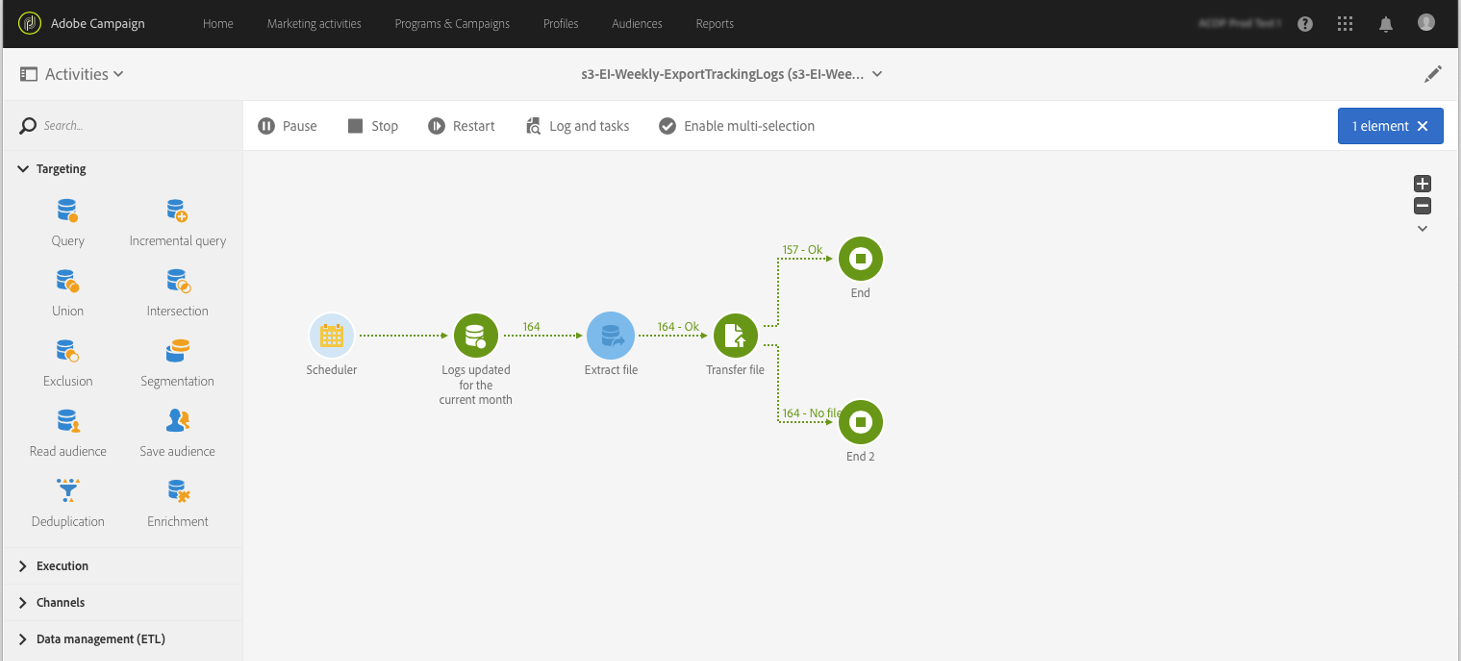 Adobe Campaign
Home
Marketing activities
Programs & Campaigns
Profiles
Audiences
Reports
Activities
s3-EI-Weekly-ExportTrackingLogs (s3-EI-Wee...
Search...
Pause
Stop
Restart
Log and tasks
Enable multi-selection
1 element
Targeting
Query
Incremental query
Union
Intersection
Exclusion
Segmentation
Read audience
Save audience
Deduplication
Enrichment
Execution
Channels
Data management (ETL)
157 - Ok
End
164
164 - Ok
Scheduler
Logs updated
for the
current month
Extract file
Transfer file
164 - No file
End 2